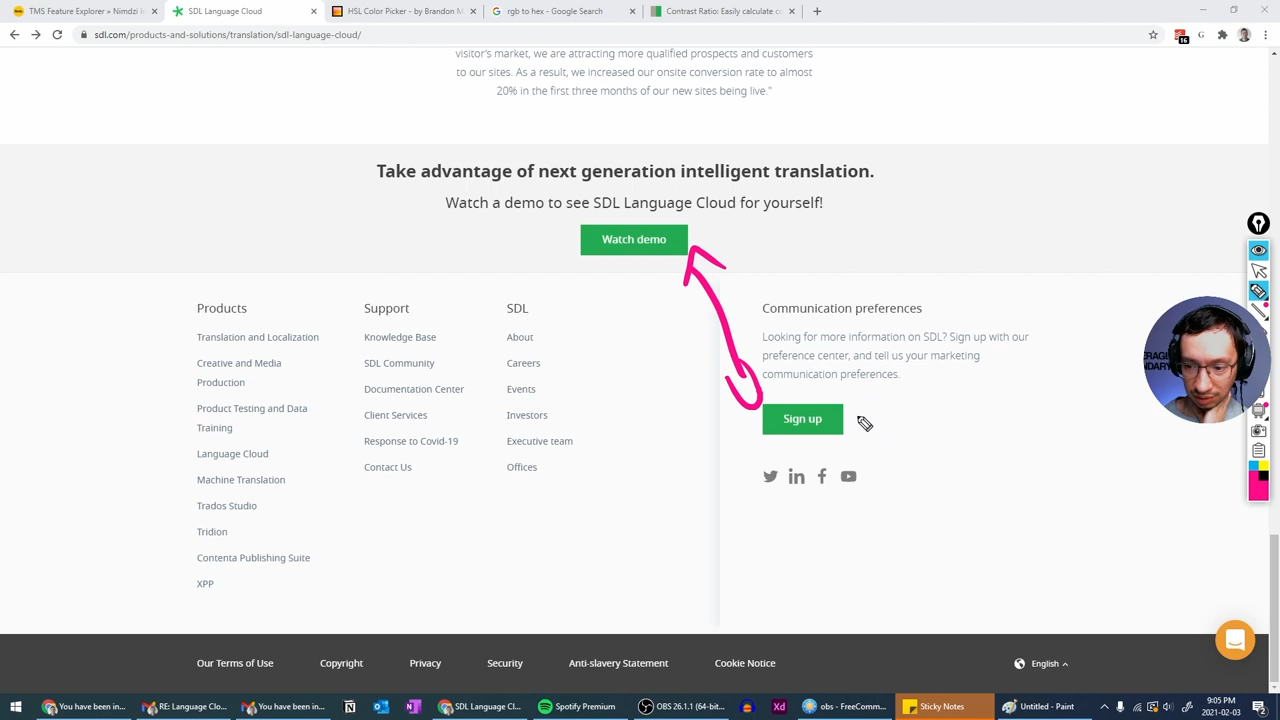 TMS Feature Explorer » Nimdzi
SDL Language Cloud
HSL Color Picker - by Brandon M
rgb to hex - Google Search
Contrast Ratio: Easily calculate
sdl.com/products-and-solutions/translation/sdl-language-cloud/
16
visitor's market, we are attracting more qualified prospects and customers
to our sites. As a result, we increased our onsite conversion rate to almost
20% in the first three months of our new sites being live."
Take advantage of next generation intelligent translation.
Watch a demo to see SDL Language Cloud for yourself!
Watch demo
Products
Translation and Localization
Creative and Media
Production
Product Testing and Data
Training
Language Cloud
Machine Translation
Trados Studio
Tridion
Contenta Publishing Suite
XPP
Support
Knowledge Base
SDL Community
Documentation Center
Client Services
Response to Covid-19
Contact Us
SDL
About
Careers
Events
Investors
Executive team
Offices
Communication preferences
Looking for more information on SDL? Sign up with our
preference center, and tell us your marketing
communication preferences.
Sign up
Our Terms of Use
Copyright
Privacy
Security
Anti-slavery Statement
Cookie Notice
English
You have been in...
RE: Language Clo...
You have been in...
SDL Language Cl...
Spotify Premium
OBS 26.1.1 (64-bit...
Xd
obs - FreeComm...
Sticky Notes
Untitled - Paint
9:05 PM
2021-02-03